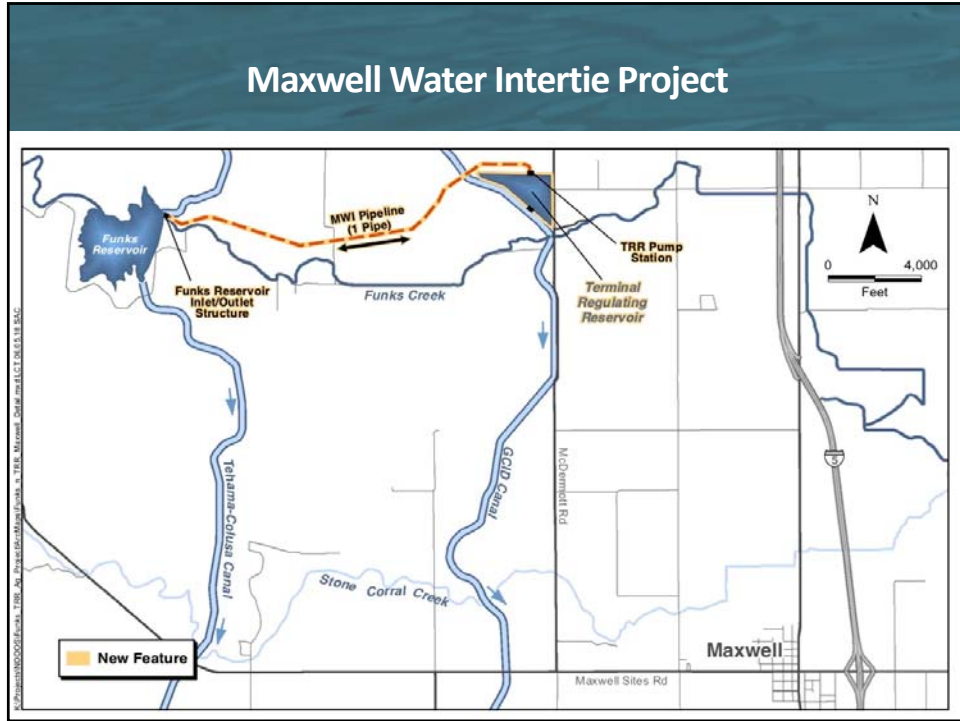 Maxwell Water Intertie Project
Funks
Reservoir
MWI Pipeline
(1 Pipe)
TRR Pump
Station
Funks Reservoir
Inlet/Outlet
Structure
Funks Creek
Terminal
Regulating
Reservoir
N
0 4,000
Feet
Tehama-Colusa Canal
GCID Canal
McDermott Rd
5
Stone Corral Creek
New Feature
Maxwell
Maxwell Sites Rd